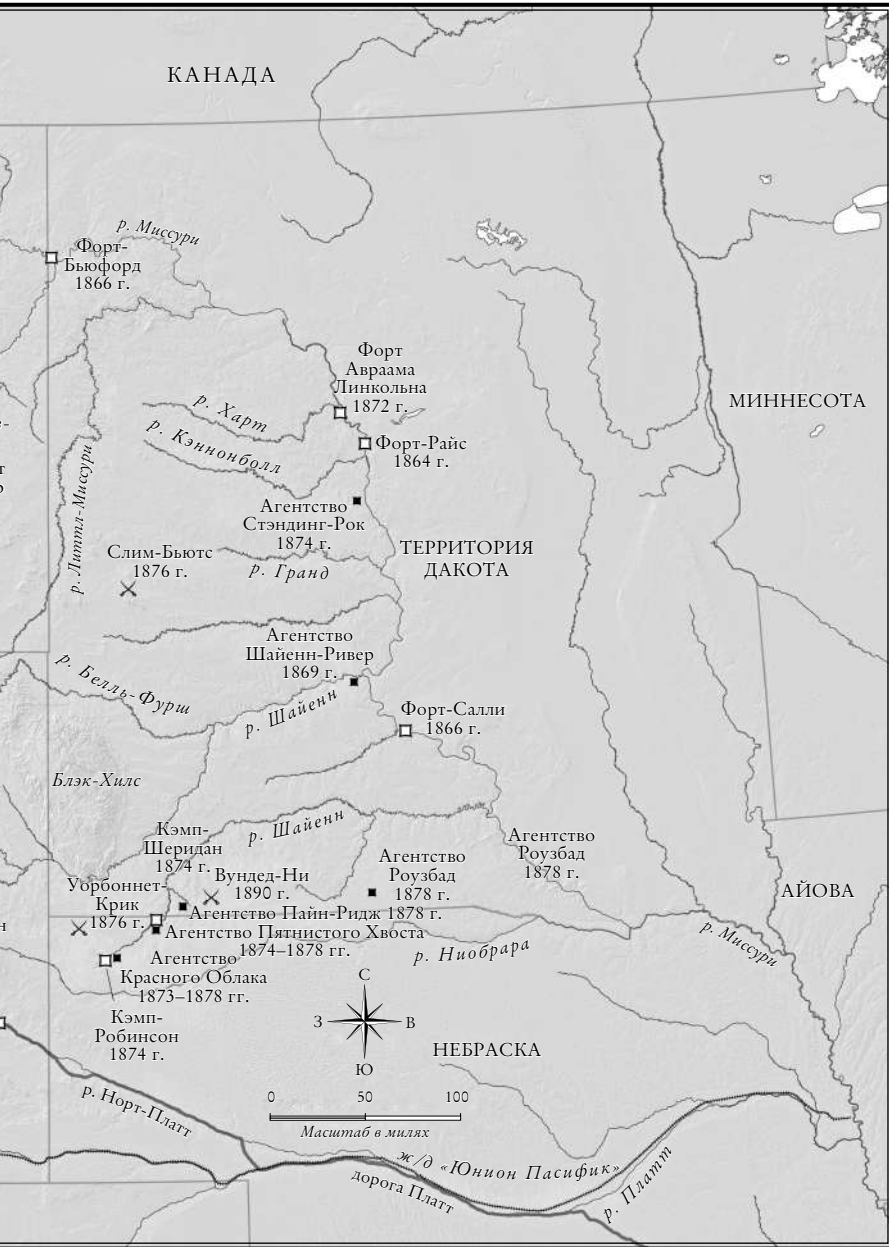 КАНАДА
р. Миссури
Форт-
Бьюфорд
1866 г.
Форт
Авраама
Линкольна
1872 г.
МИННЕСОТА
р. Харт
р. Кэннонболл
Форт-Райс
1864 г.
р. Литтл-Миссури
Агентство
Стэндинг-Рок
1874 г.
Слим-Бьютс
1876 г.
р. Гранд
ТЕРРИТОРИЯ
ДАКОТА
Агентство
Шайенн-Ривер
1869 г.
р. Белль-Фурш
р. Шайенн
Форт-Салли
1866 г.
Блэк-Хилс
Кэмп-
Шеридан
1874 г.
р. Шайенн
Агентство
Роузбад
1878 г.
Агентство
Роузбад
1878 г.
Вундед-Ни
1890 г.
Уорбоннет-
Крик
1876 г.
АЙОВА
Агентство Пайн-Ридж 1878 г.
Агентство Пятнистого Хвоста
1874–1878 гг.
р. Ниобрара
р. Миссури
Агентство
Красного Облака
1873–1878 гг.
Кэмп-
Робинсон
1874 г.
С
З
В
Ю
НЕБРАСКА
0 50 100
Масштаб в милях
р. Норт-Платт
ж/д «Юнион Пасифик»
дорога Платт
р. Платт